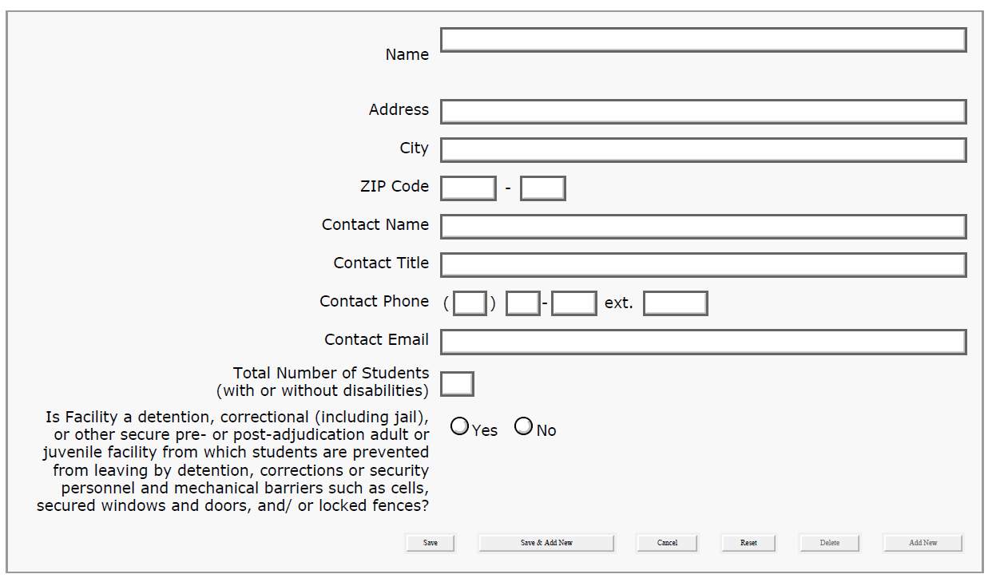 Name
Address
City
ZIP Code -
Contact Name
Contact Title
Contact Phone ( ) - ext.
Contact Email
Total Number of Students
(with or without disabilities)
Is Facility a detention, correctional (including jail),
or other secure pre- or post-adjudication adult or
juvenile facility from which students are prevented
from leaving by detention, corrections or security
personnel and mechanical barriers such as cells,
secured windows and doors, and/ or locked fences?
Yes No
Save Save & Add New Cancel Reset Delete Add New